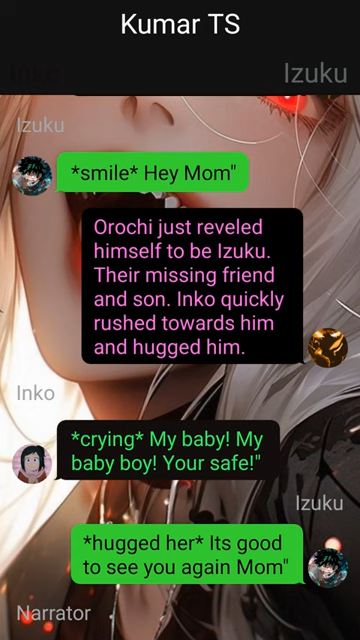 Kumar TS
Izuku
Izuku
*smile* Hey Mom"
Orochi just reveled
himself to be Izuku.
Their missing friend
and son. Inko quickly
rushed towards him
and hugged him.
Inko
*crying* My baby! My
baby boy! Your safe!"
Izuku
*hugged her* Its good
to see you again Mom"
Narrator